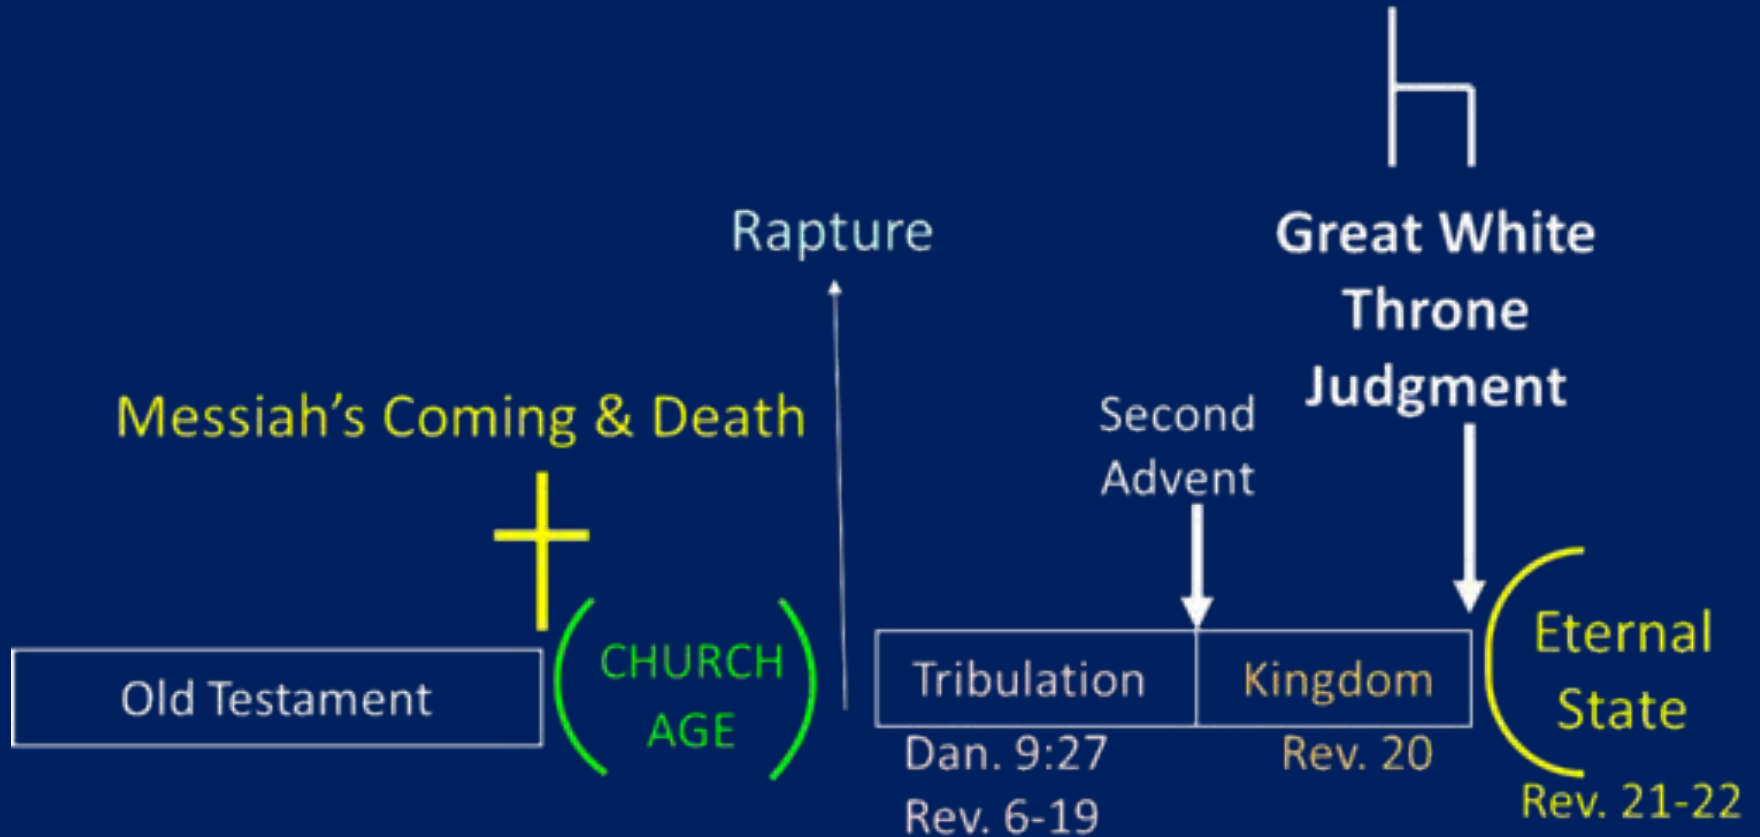 Rapture
Great White
Throne
Judgment
Messiah’s Coming & Death
Second
Advent
Old Testament
CHURCH
AGE
Tribulation
Kingdom
Eternal
State
Dan. 9:27
Rev. 6-19
Rev. 20
Rev. 21-22